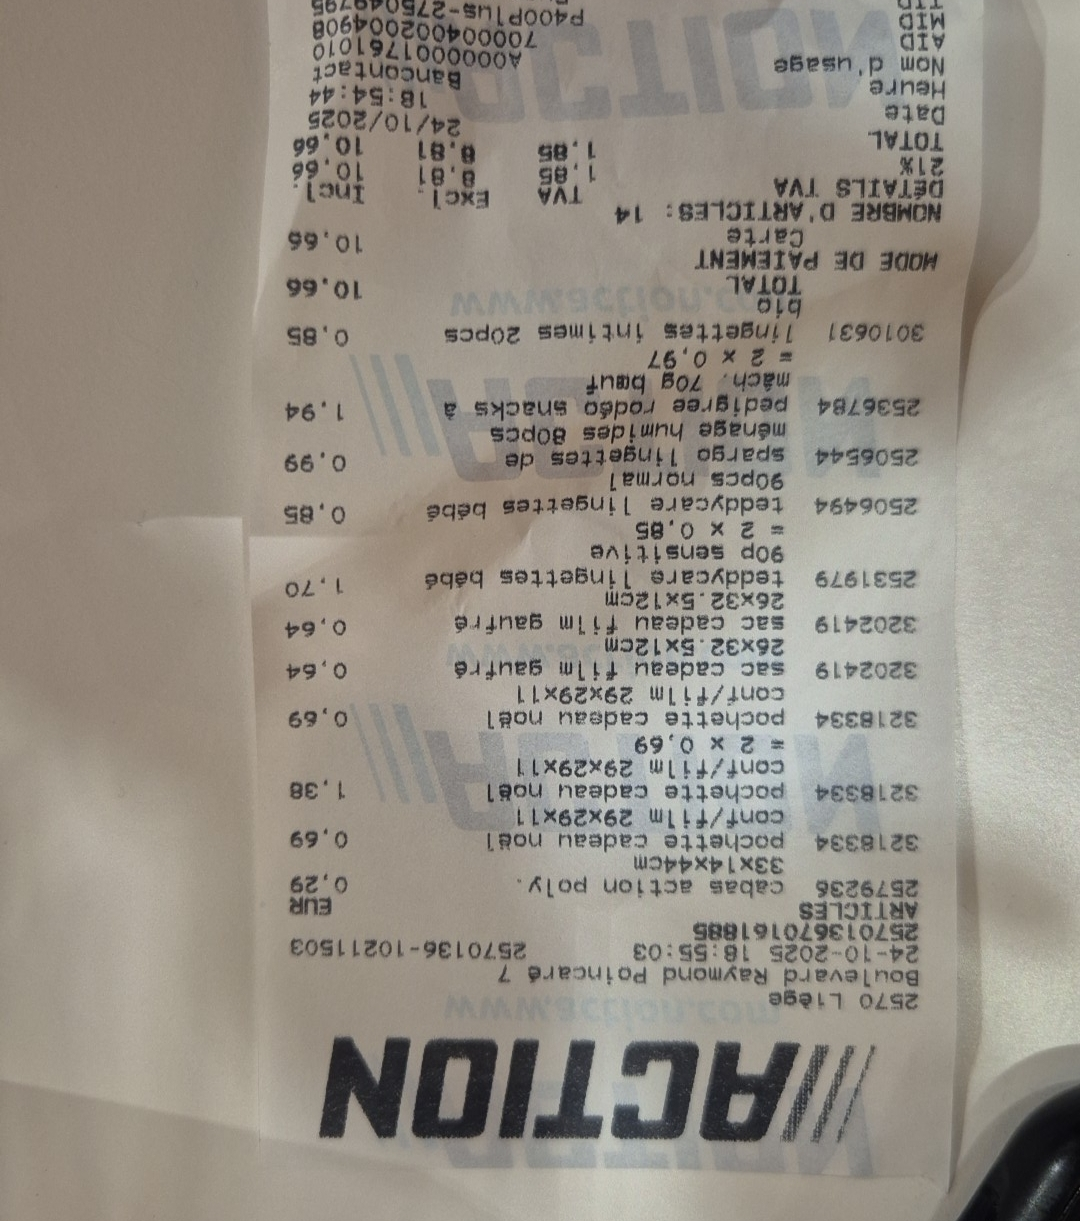 ACTION
2570 Liège
Boulevard Raymond Poincaré 7
24-10-2025 18:55:03 2570136-10211503
257013670161885
ARTICLES EUR
2579236 cabas action poly. 0,29
33x14x44cm
3218334 pochette cadeau noël 0,69
conf/film 29x29x11
3218334 pochette cadeau noël 1,38
conf/film 29x29x11
= 2 x 0,69
3218334 pochette cadeau noël 0,69
conf/film 29x29x11
3202419 sac cadeau film gaufré 0,64
26x32.5x12cm
3202419 sac cadeau film gaufré 0,64
26x32.5x12cm
2531979 teddycare lingettes bébé 1,70
90p sensitive
= 2 x 0,85
2506494 teddycare lingettes bébé 0,85
90pcs normal
2506544 spargo lingettes de 0,99
ménage humides 80pcs
2536784 pedigree rodéo snacks à 1,94
mâch. 70g bœuf
= 2 x 0,97
3010631 lingettes intimes 20pcs 0,85
bio
TOTAL 10,66
MODE DE PAIEMENT
Carte 10,66
NOMBRE D'ARTICLES: 14
DÉTAILS TVA TVA Excl. Incl.
21% 1,85 8,81 10,66
TOTAL 1,85 8,81 10,66
Date 24/10/2025
Heure 18:54:44
Nom d'usage Bancontact
AID A0000001761010
MID 700004002004908
P400Plus-275049795